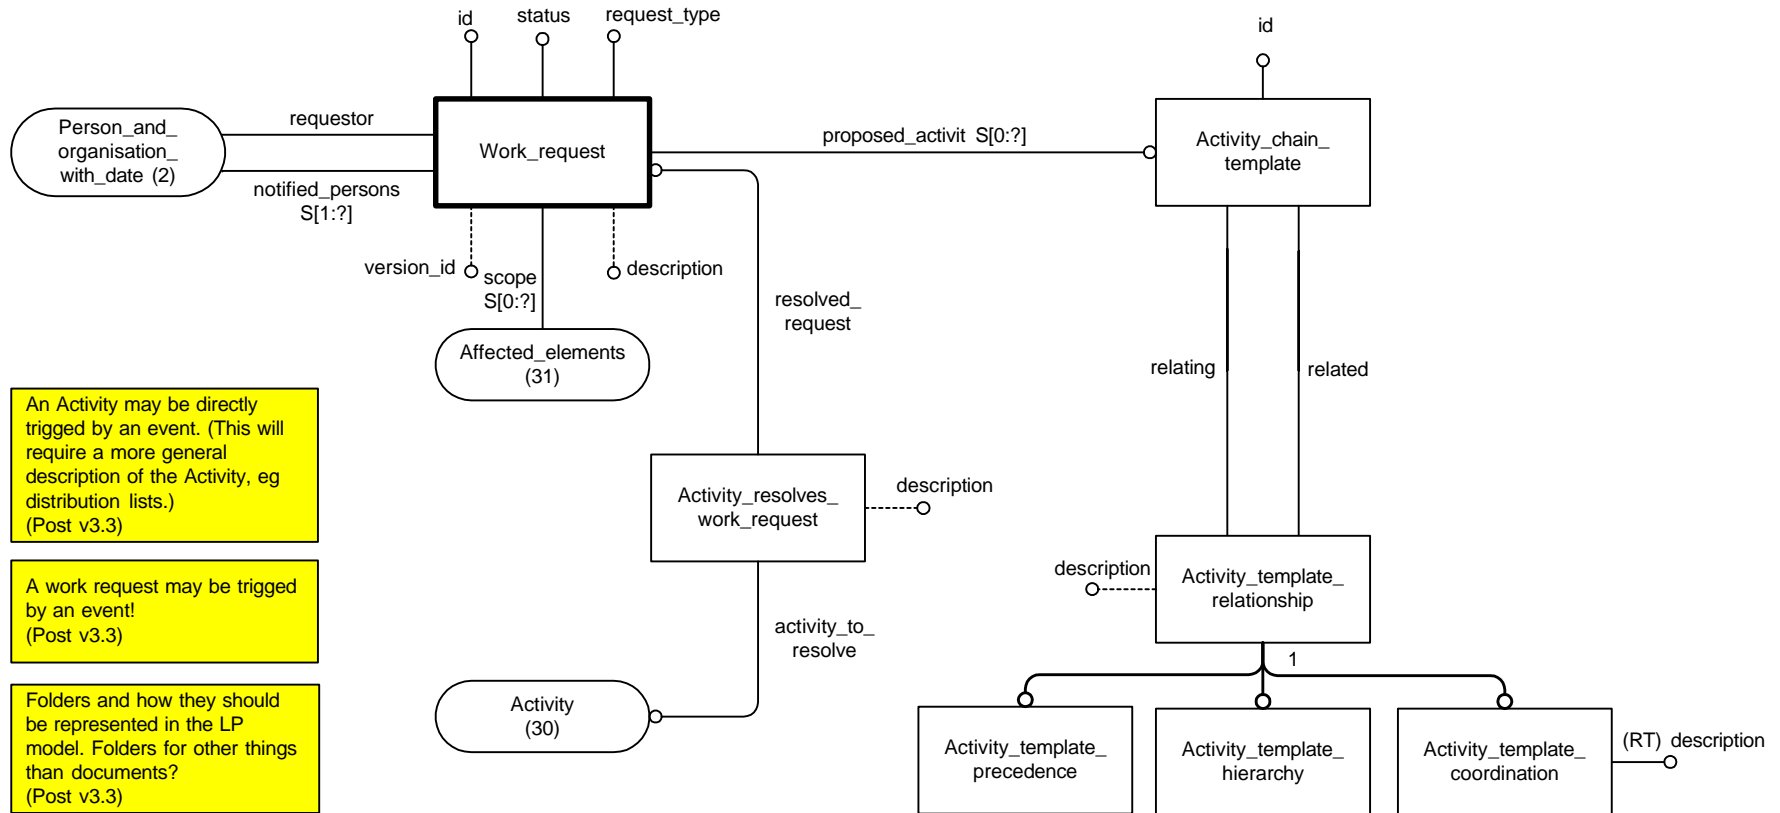 id
status
request_type
id
Person_and_
organisation_
with_date (2)
requestor
notified_persons
S[1:?]
Work_request
proposed_activit S[0:?]
Activity_chain_
template
version_id
scope
S[0:?]
description
Affected_elements
(31)
resolved_
request
relating
related
An Activity may be directly
trigged by an event. (This will
require a more general
description of the Activity, eg
distribution lists.)
(Post v3.3)
Activity_resolves_
work_request
description
A work request may be trigged
by an event!
(Post v3.3)
description
Activity_template_
relationship
activity_to_
resolve
1
Folders and how they should
be represented in the LP
model. Folders for other things
than documents?
(Post v3.3)
Activity
(30)
Activity_template_
precedence
Activity_template_
hierarchy
Activity_template_
coordination
(RT) description